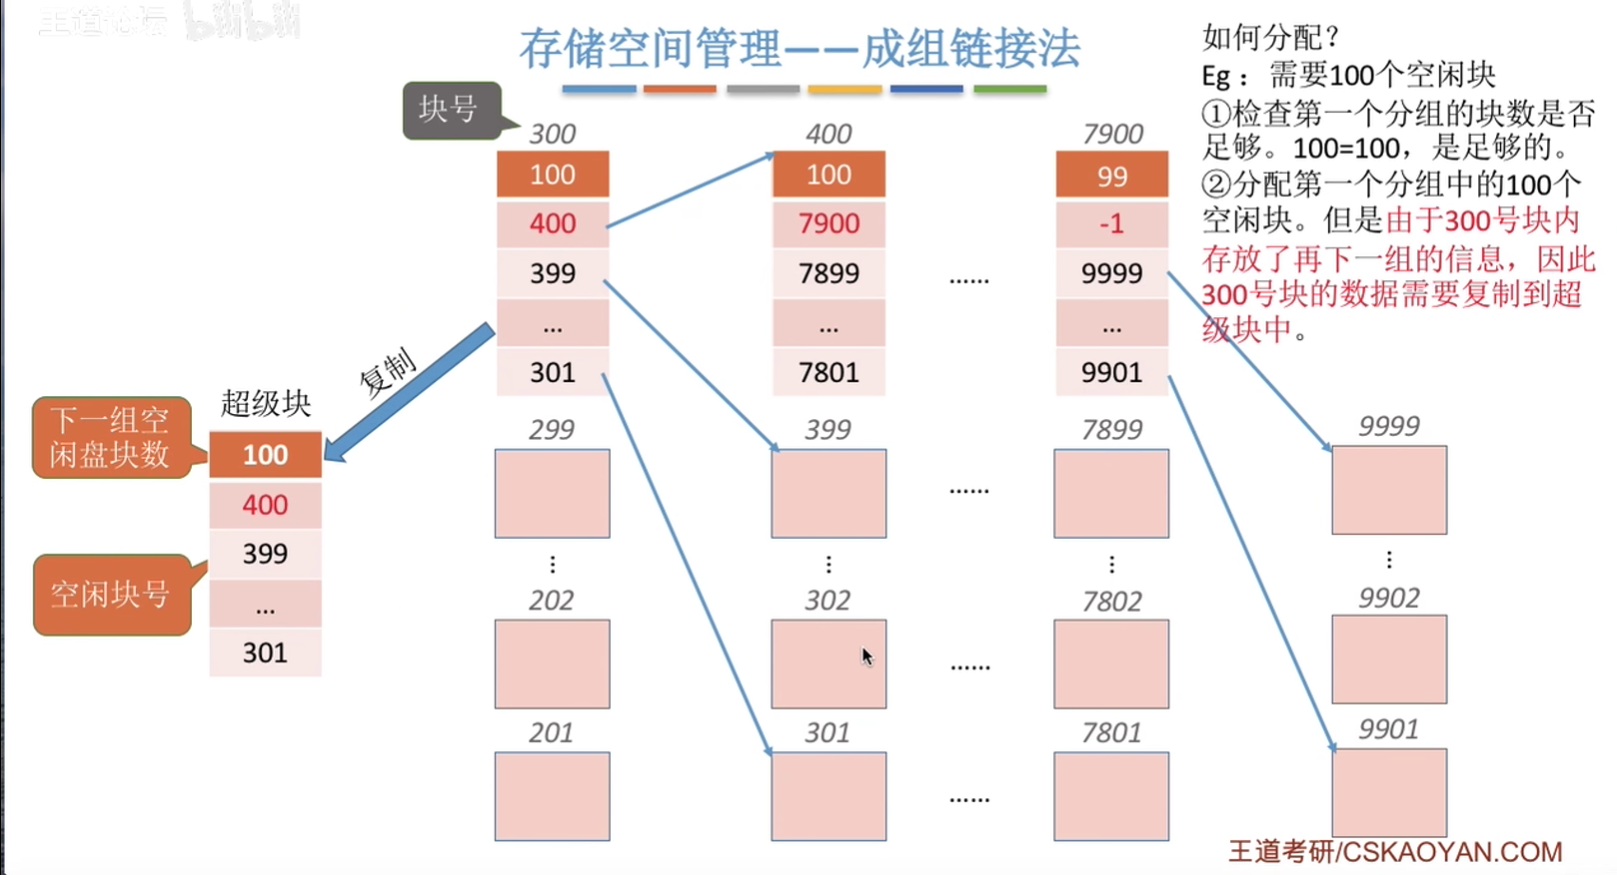 王道论坛 bilibili
存储空间管理——成组链接法
块号
300
100
400
399
...
301
299
202
201
400
100
7900
7899
...
7801
399
302
301
......
......
......
......
7900
99
-1
9999
...
9901
7899
7802
7801
9999
9902
9901
复制
超级块
下一组空
闲盘块数
100
400
399
...
301
空闲块号
如何分配？
Eg：需要100个空闲块
①检查第一个分组的块数是否
足够。100=100，是足够的。
②分配第一个分组中的100个
空闲块。但是由于300号块内
存放了再下一组的信息，因此
300号块的数据需要复制到超
级块中。
王道考研/CSKAOYAN.COM